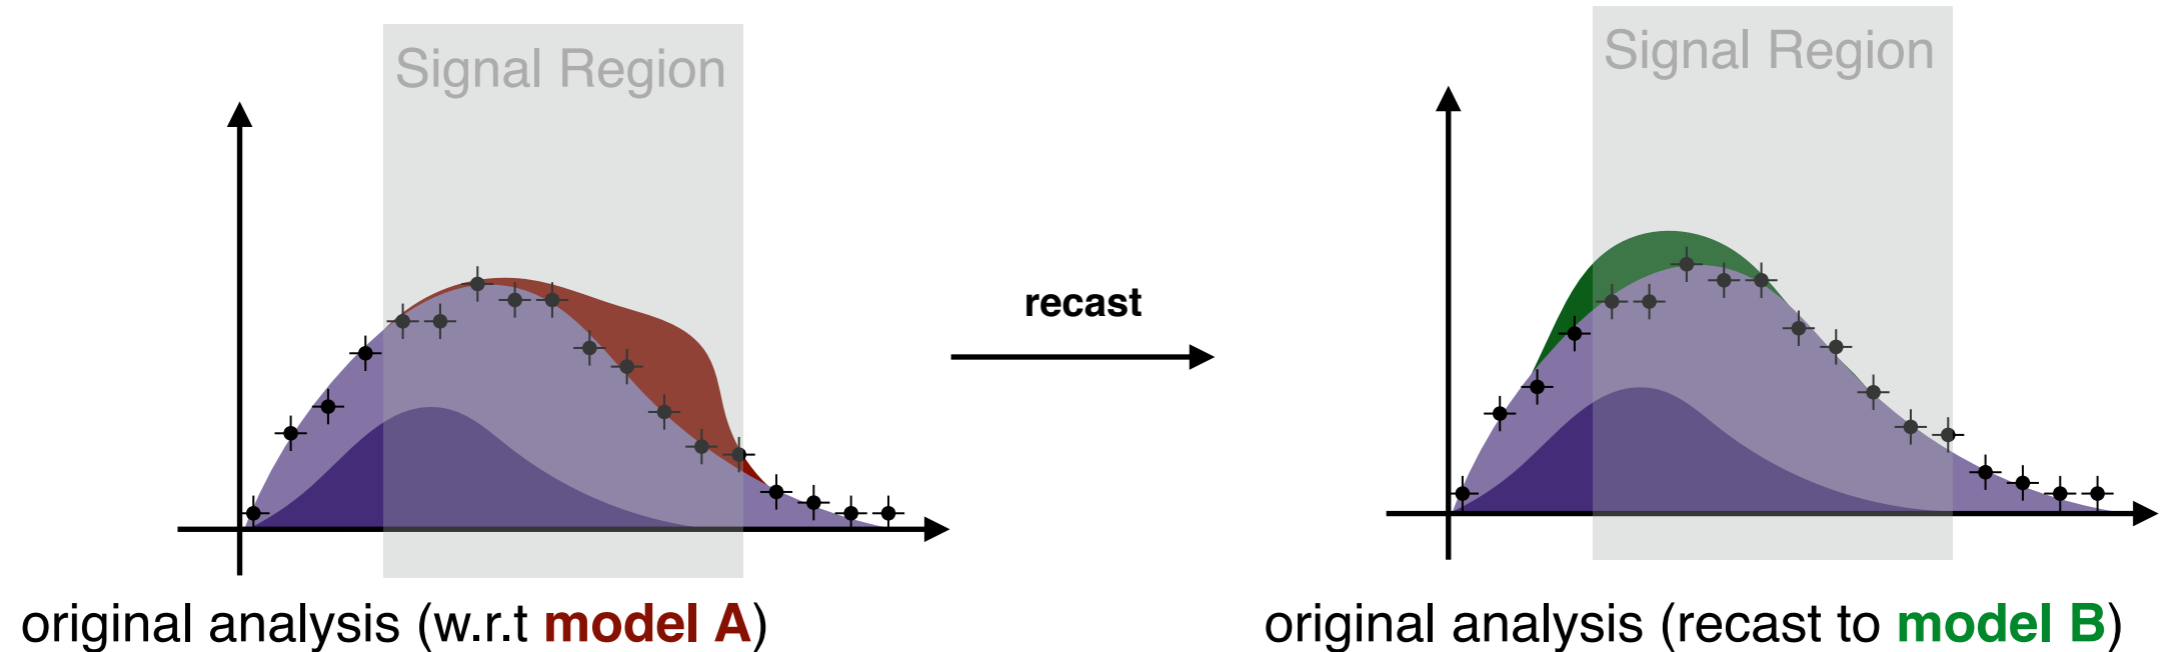 Signal Region
Signal Region
recast
original analysis (w.r.t model A)
original analysis (recast to model B)